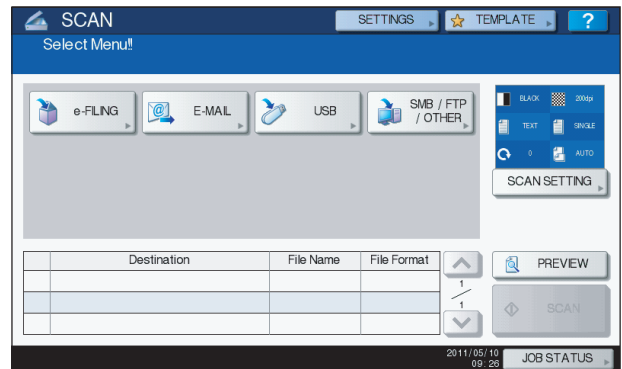 SCAN
SETTINGS
TEMPLATE
?
Select Menu!!
e-FILING
E-MAIL
USB
SMB / FTP
/ OTHER
BLACK
200dpi
TEXT
SINGLE
0
AUTO
SCAN SETTING
Destination
File Name
File Format
1
1
PREVIEW
SCAN
2011/05/10
09:26
JOB STATUS